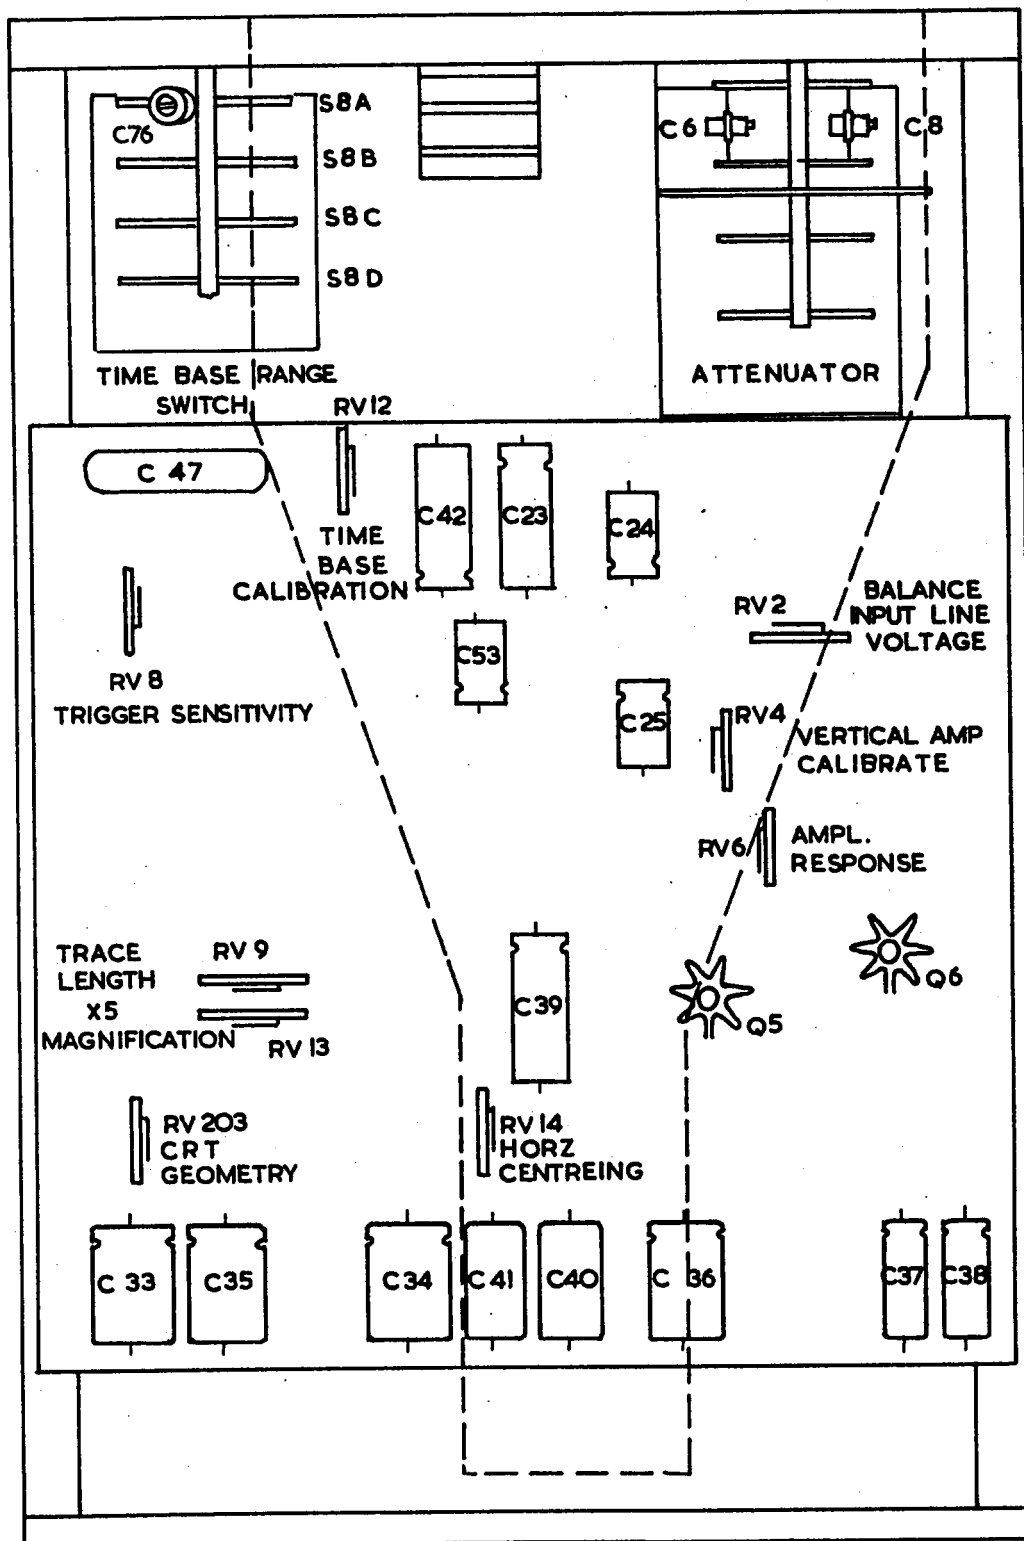 S8A
C76
S8B
S8C
S8D
C6
C8
TIME BASE RANGE
SWITCH
ATTENUATOR
RV12
C 47
C42
C23
C24
TIME
BASE
CALIBRATION
RV2
BALANCE
INPUT LINE
VOLTAGE
C53
RV 8
TRIGGER SENSITIVITY
C25
RV4
VERTICAL AMP
CALIBRATE
RV6
AMPL.
RESPONSE
TRACE
LENGTH
RV 9
X5
MAGNIFICATION
RV 13
C39
Q5
Q6
RV 203
CRT
GEOMETRY
RV 14
HORZ
CENTREING
C 33
C35
C34
C41
C40
C 36
C37
C38